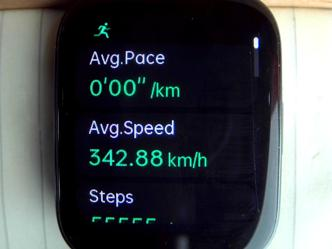 Avg.Pace
0'00" /km
Avg.Speed
342.88 km/h
Steps